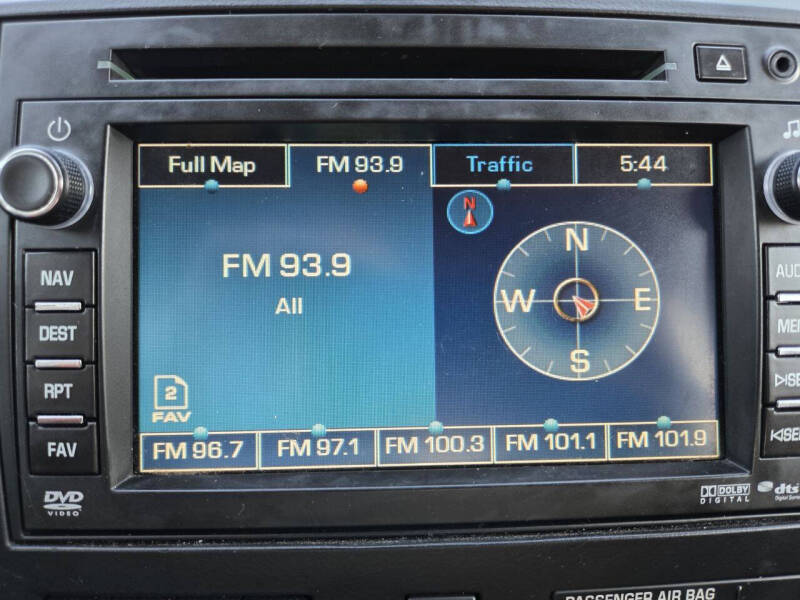 Full Map
FM 93.9
Traffic
5:44
N
FM 93.9
All
N
W
E
S
2
FAV
FM 96.7
FM 97.1
FM 100.3
FM 101.1
FM 101.9
NAV
DEST
RPT
FAV
DVD
VIDEO
DOLBY
DIGITAL
dts
PASSENGER AIR BAG